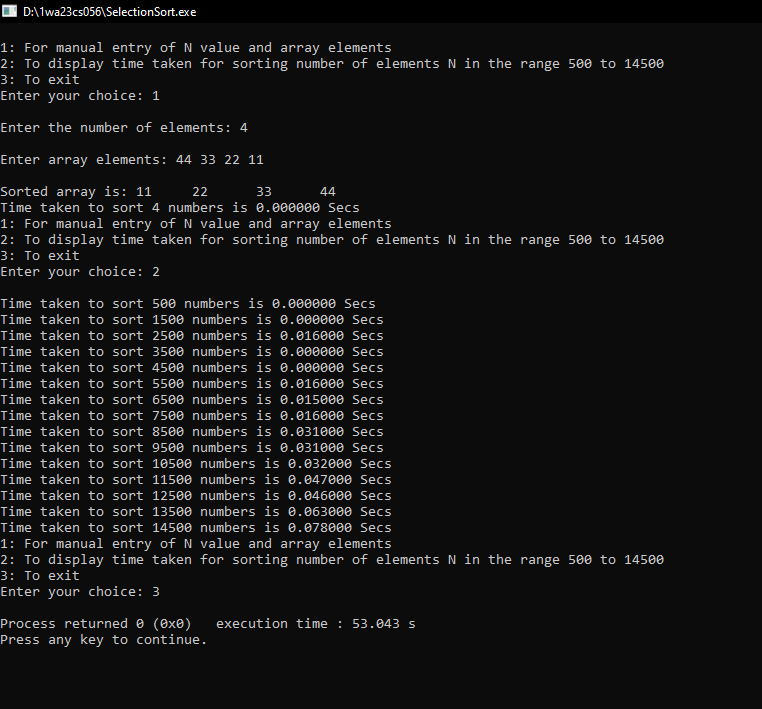 D:\1wa23cs056\SelectionSort.exe
1: For manual entry of N value and array elements
2: To display time taken for sorting number of elements N in the range 500 to 14500
3: To exit
Enter your choice: 1
Enter the number of elements: 4
Enter array elements: 44 33 22 11
Sorted array is: 11     22      33      44
Time taken to sort 4 numbers is 0.000000 Secs
1: For manual entry of N value and array elements
2: To display time taken for sorting number of elements N in the range 500 to 14500
3: To exit
Enter your choice: 2
Time taken to sort 500 numbers is 0.000000 Secs
Time taken to sort 1500 numbers is 0.000000 Secs
Time taken to sort 2500 numbers is 0.016000 Secs
Time taken to sort 3500 numbers is 0.000000 Secs
Time taken to sort 4500 numbers is 0.000000 Secs
Time taken to sort 5500 numbers is 0.016000 Secs
Time taken to sort 6500 numbers is 0.015000 Secs
Time taken to sort 7500 numbers is 0.016000 Secs
Time taken to sort 8500 numbers is 0.031000 Secs
Time taken to sort 9500 numbers is 0.031000 Secs
Time taken to sort 10500 numbers is 0.032000 Secs
Time taken to sort 11500 numbers is 0.047000 Secs
Time taken to sort 12500 numbers is 0.046000 Secs
Time taken to sort 13500 numbers is 0.063000 Secs
Time taken to sort 14500 numbers is 0.078000 Secs
1: For manual entry of N value and array elements
2: To display time taken for sorting number of elements N in the range 500 to 14500
3: To exit
Enter your choice: 3
Process returned 0 (0x0)   execution time : 53.043 s
Press any key to continue.